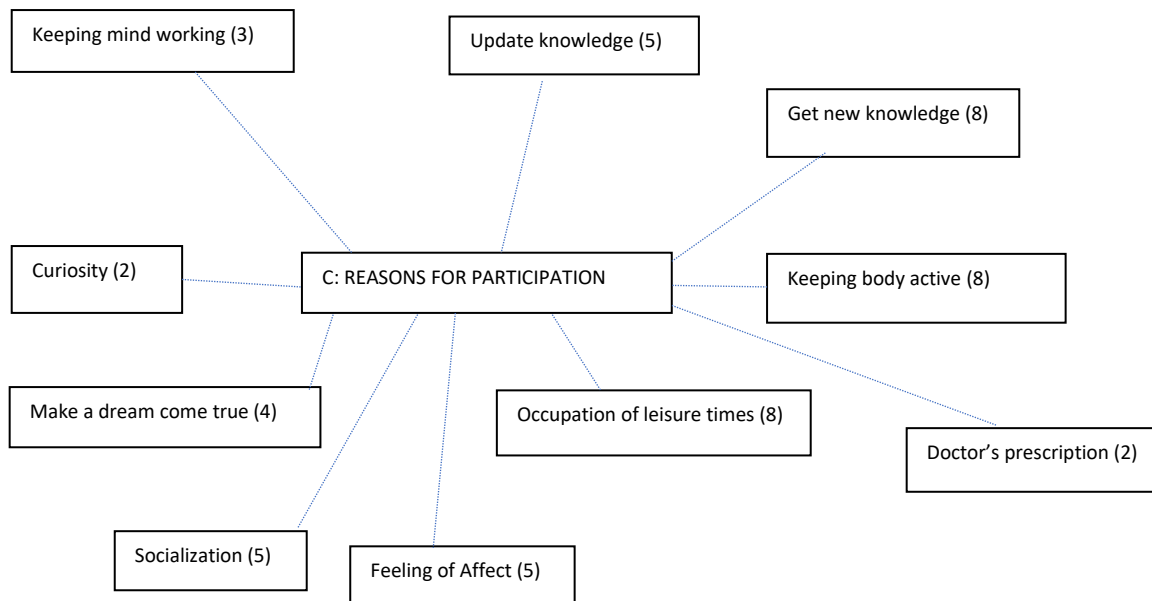 Keeping mind working (3)
Update knowledge (5)
Get new knowledge (8)
Curiosity (2)
C: REASONS FOR PARTICIPATION
Keeping body active (8)
Make a dream come true (4)
Occupation of leisure times (8)
Doctor’s prescription (2)
Socialization (5)
Feeling of Affect (5)